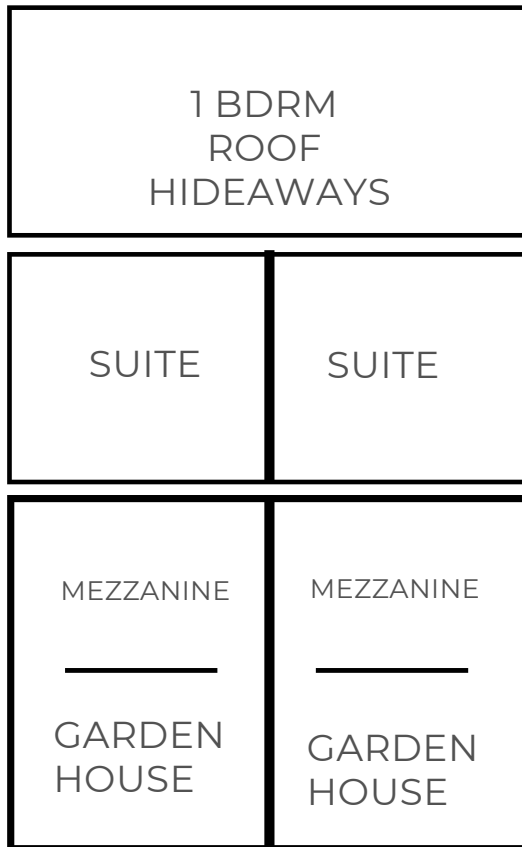 1 BDRM
ROOF
HIDEAWAYS
SUITE
SUITE
MEZZANINE
MEZZANINE
GARDEN
HOUSE
GARDEN
HOUSE